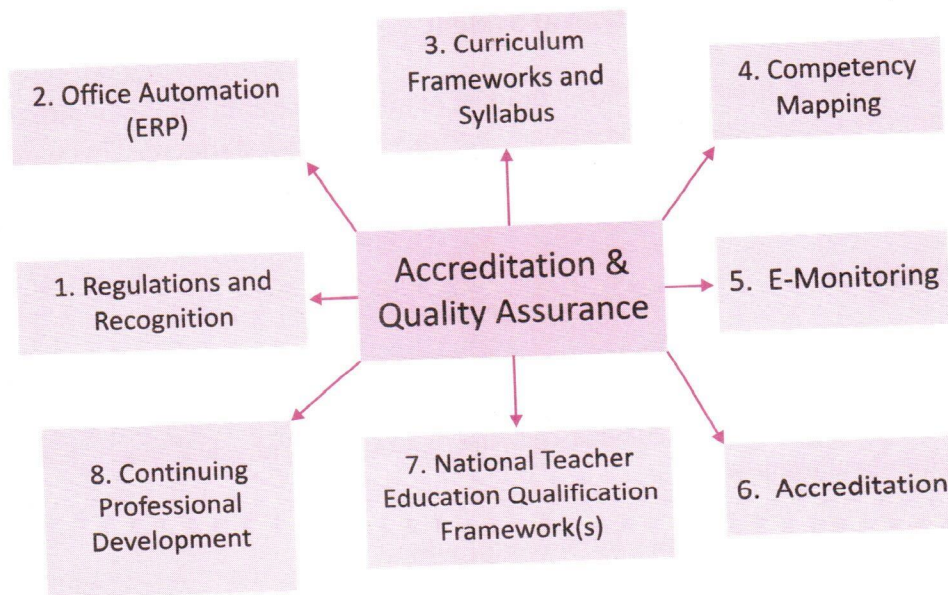 3. Curriculum
Frameworks and
Syllabus
4. Competency
Mapping
2. Office Automation
(ERP)
Accreditation &
Quality Assurance
1. Regulations and
Recognition
5. E-Monitoring
8. Continuing
Professional
Development
7. National Teacher
Education Qualification
Framework(s)
6. Accreditation